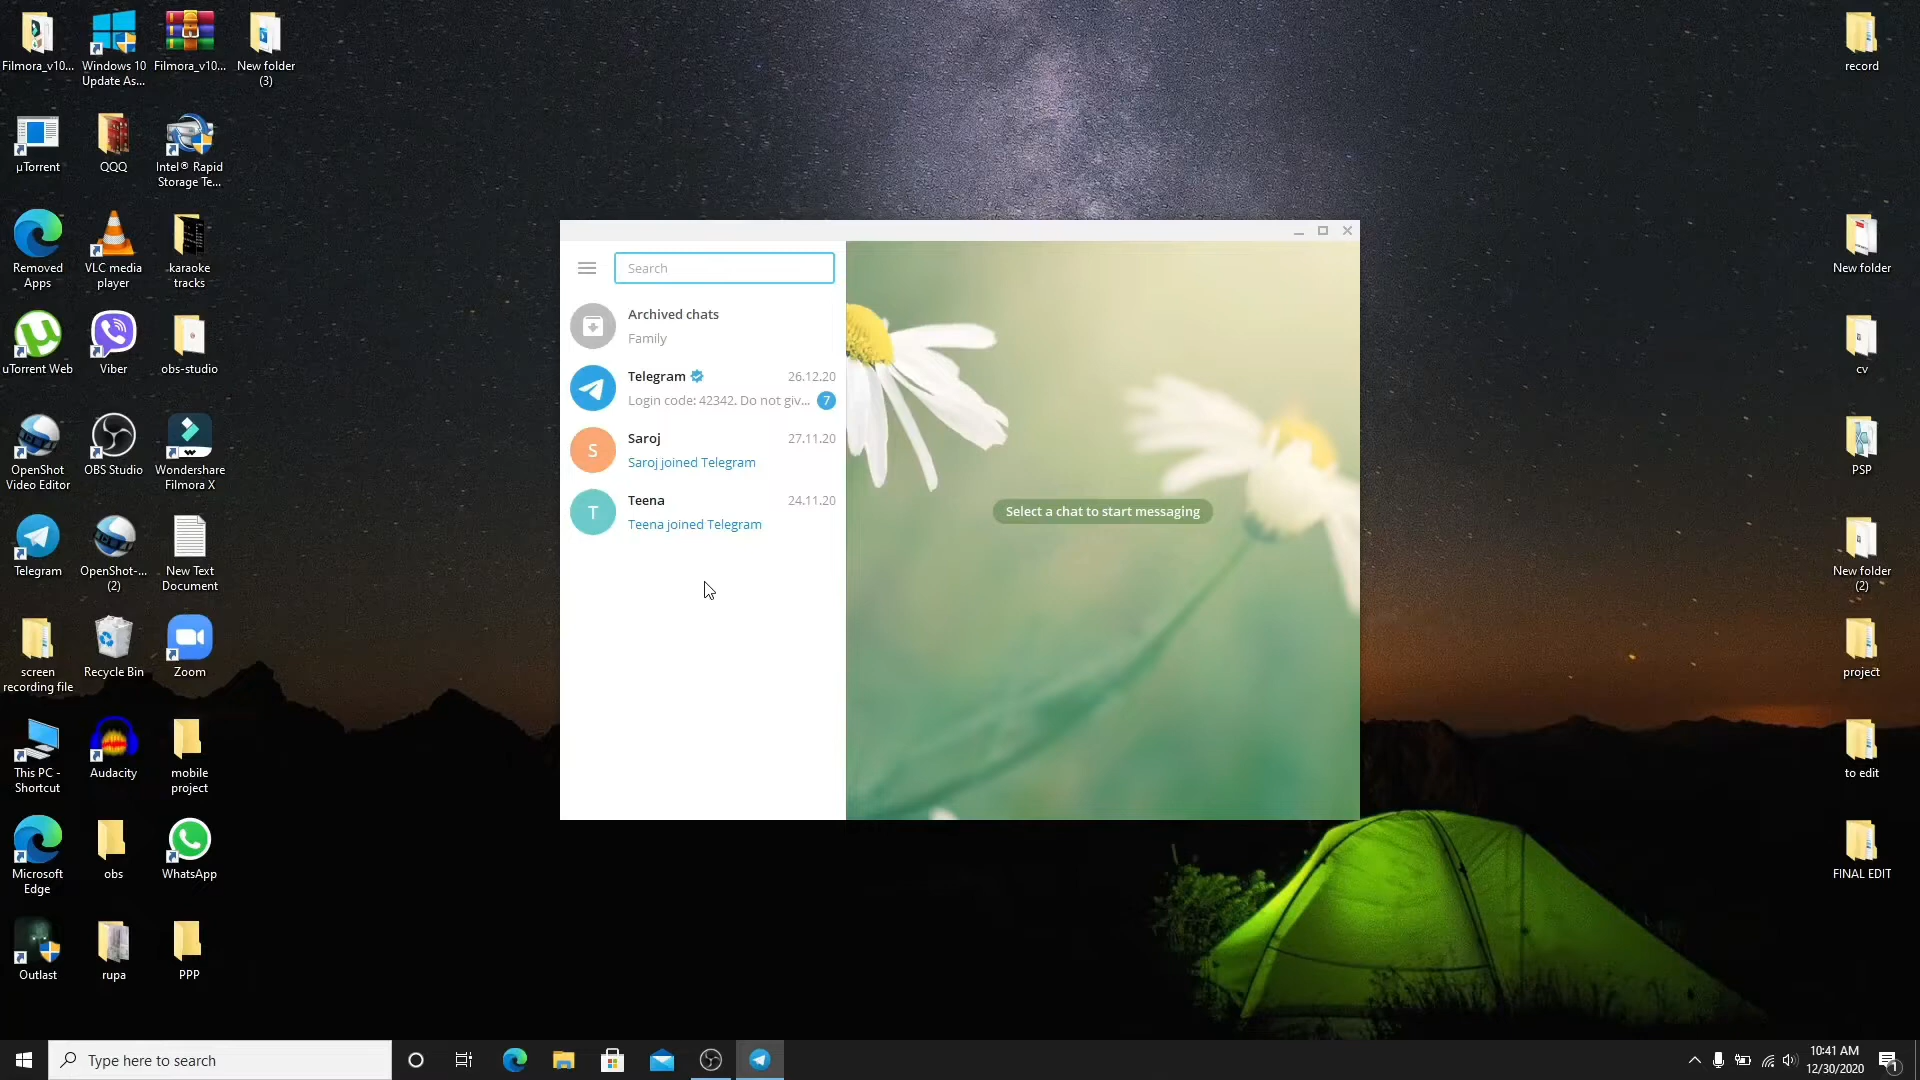 Filmora_v10...
Windows 10
Update As...
Filmora_v10...
New folder
(3)
record
µTorrent
QQQ
Intel® Rapid
Storage Te...
Removed
Apps
VLC media
player
karaoke
tracks
New folder
uTorrent Web
Viber
obs-studio
cv
OpenShot
Video Editor
OBS Studio
Wondershare
Filmora X
PSP
Telegram
OpenShot-...
(2)
New Text
Document
New folder
(2)
screen
recording file
Recycle Bin
Zoom
project
This PC -
Shortcut
Audacity
mobile
project
to edit
Microsoft
Edge
obs
WhatsApp
FINAL EDIT
Outlast
rupa
PPP
Search
Archived chats
Family
Telegram 26.12.20
Login code: 42342. Do not giv... 7
S
Saroj 27.11.20
Saroj joined Telegram
T
Teena 24.11.20
Teena joined Telegram
Select a chat to start messaging
Type here to search
10:41 AM
12/30/2020
1